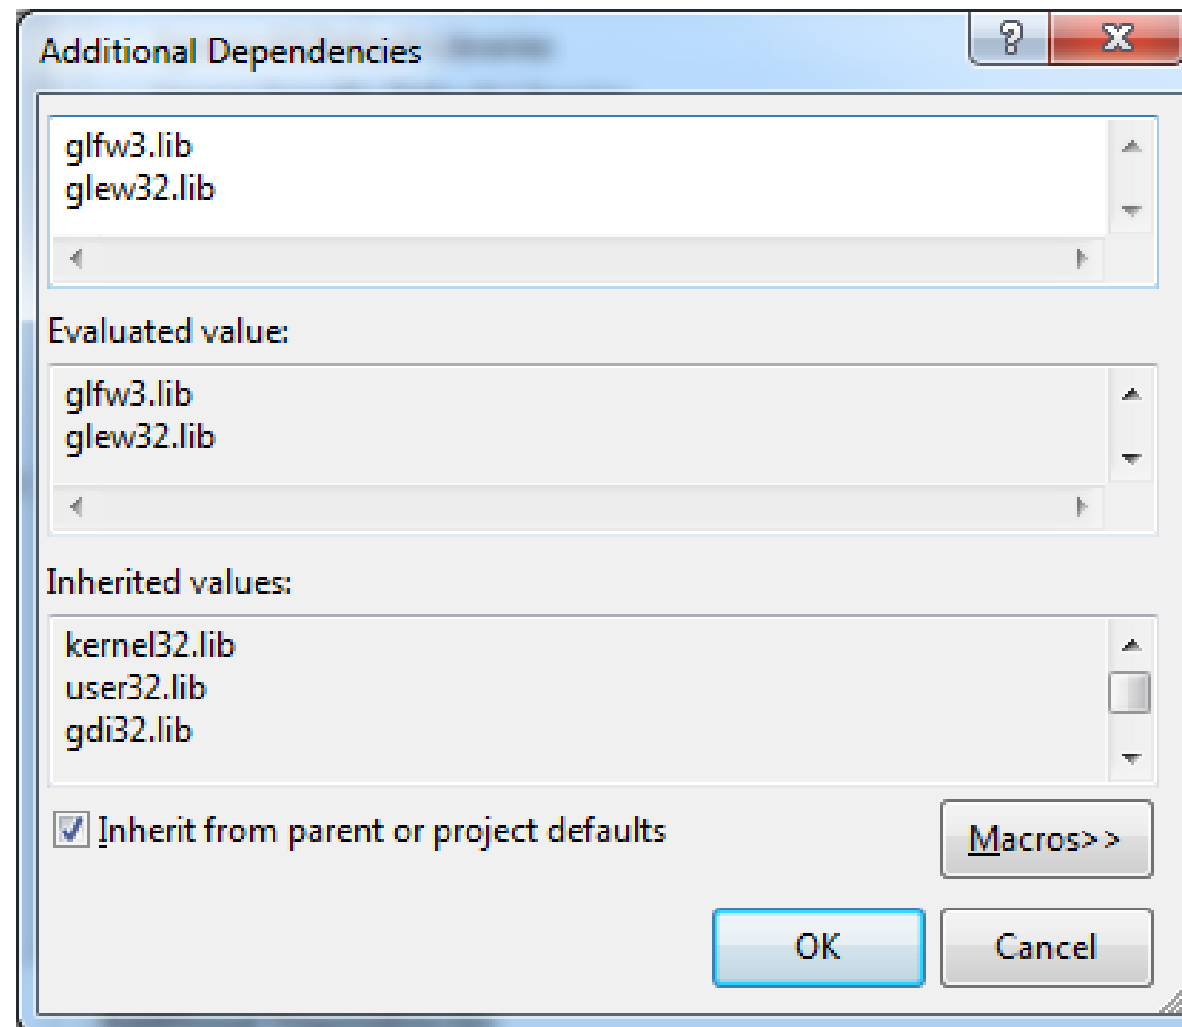 Additional Dependencies
glfw3.lib
glew32.lib
Evaluated value:
glfw3.lib
glew32.lib
Inherited values:
kernel32.lib
user32.lib
gdi32.lib
Inherit from parent or project defaults
Macros>>
OK
Cancel